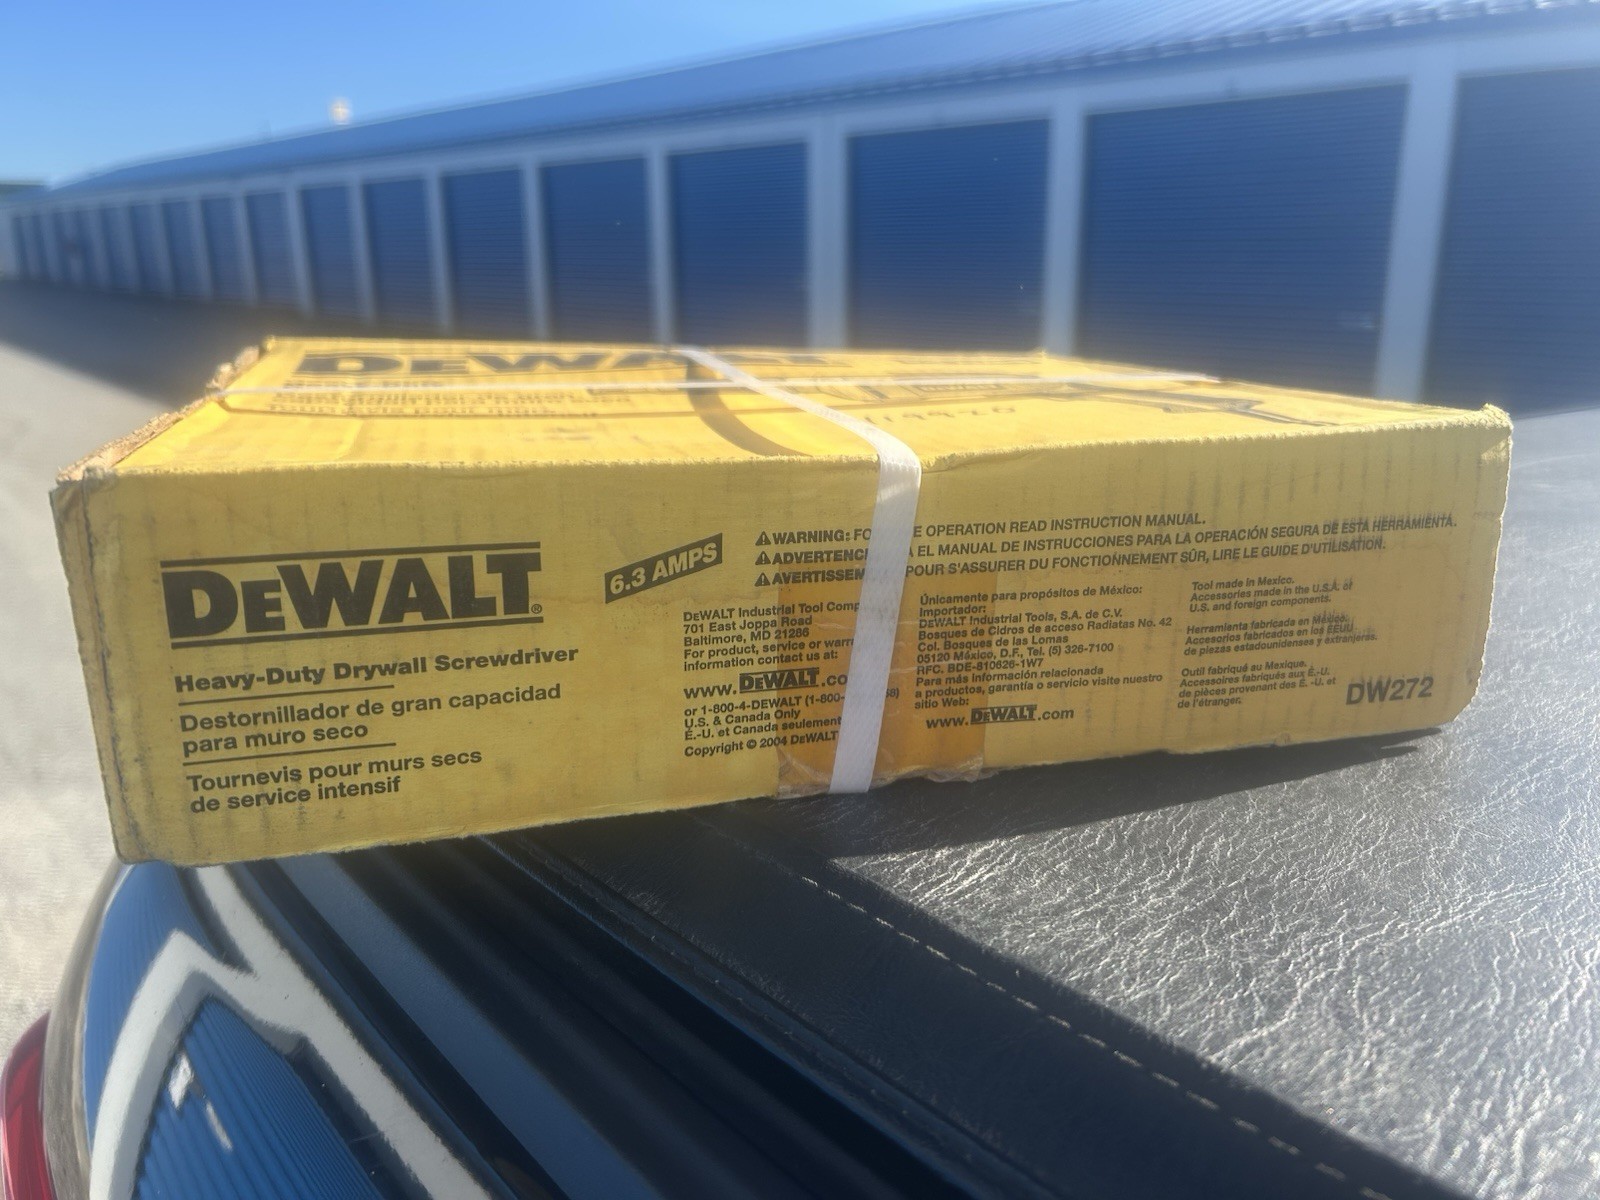 DEWALT
119970
DEWALT®
Heavy-Duty Drywall Screwdriver
Destornillador de gran capacidad
para muro seco
Tournevis pour murs secs
de service intensif
6.3 AMPS
WARNING: FO E OPERATION READ INSTRUCTION MANUAL.
ADVERTENCI A EL MANUAL DE INSTRUCCIONES PARA LA OPERACIÓN SEGURA DE ESTA HERRAMIENTA.
AVERTISSEM POUR S'ASSURER DU FONCTIONNEMENT SÛR, LIRE LE GUIDE D'UTILISATION.
DEWALT Industrial Tool Comp
701 East Joppa Road
Baltimore, MD 21286
For product, service or warr
information contact us at:
www.DEWALT.co
or 1-800-4-DEWALT (1-800- 58)
U.S. & Canada Only
É.-U. et Canada seulement
Copyright © 2004 DEWALT
Únicamente para propósitos de México:
Importador:
DEWALT Industrial Tools, S.A. de C.V.
Bosques de Cidros de acceso Radiatas No. 42
Col. Bosques de las Lomas
05120 México, D.F., Tel. (5) 326-7100
RFC. BDE-810626-1W7
Para más información relacionada
a productos, garantía o servicio visite nuestro
sitio Web:
www.DEWALT.com
Tool made in Mexico.
Accessories made in the U.S.A. of
U.S. and foreign components.
Herramienta fabricada en México.
Accesorios fabricados en los EEUU
de piezas estadounidenses y extranjeras.
Outil fabriqué au Mexique.
Accessoires fabriqués aux É.-U.
de pièces provenant des É. -U. et
de l'étranger.
DW272